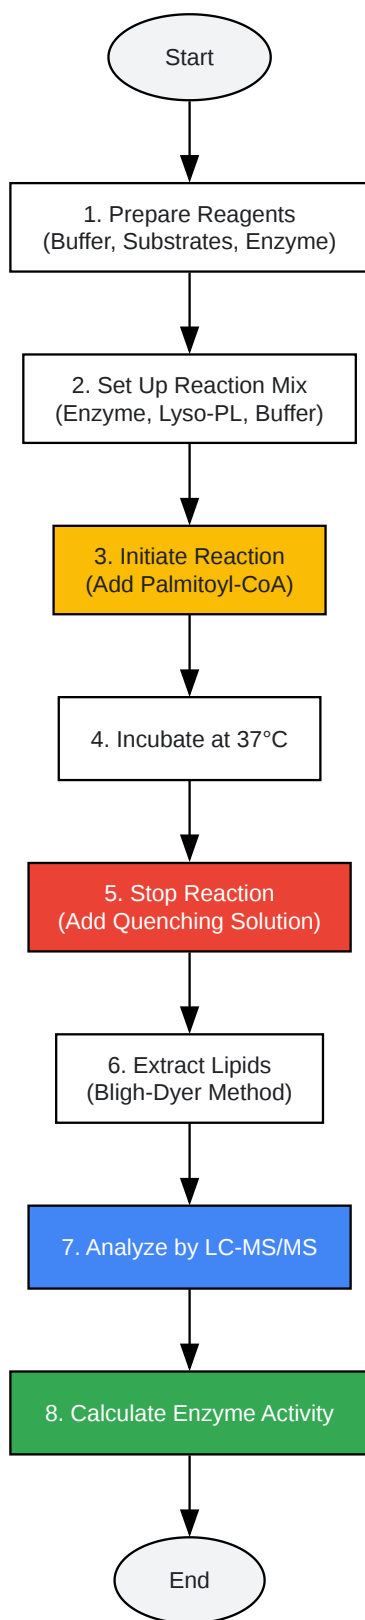 Start
1. Prepare Reagents
(Buffer, Substrates, Enzyme)
2. Set Up Reaction Mix
(Enzyme, Lyso-PL, Buffer)
3. Initiate Reaction
(Add Palmitoyl-CoA)
4. Incubate at 37°C
5. Stop Reaction
(Add Quenching Solution)
6. Extract Lipids
(Bligh-Dyer Method)
7. Analyze by LC-MS/MS
8. Calculate Enzyme Activity
End